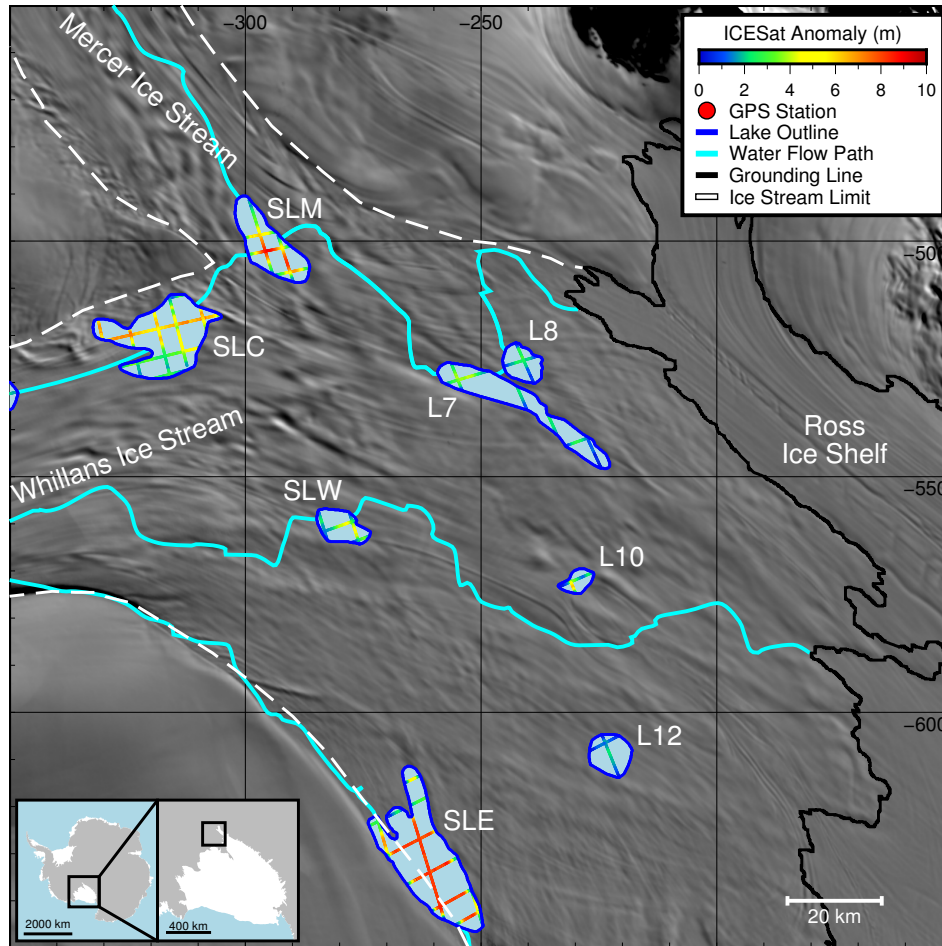 -300
-250
ICESat Anomaly (m)
0 2 4 6 8 10
GPS Station
Lake Outline
Water Flow Path
Grounding Line
Ice Stream Limit
Mercer Ice Stream
SLM
-50
SLC
L8
L7
Ross
Ice Shelf
Whillans Ice Stream
-550
SLW
L10
-600
L12
SLE
2000 km
400 km
20 km